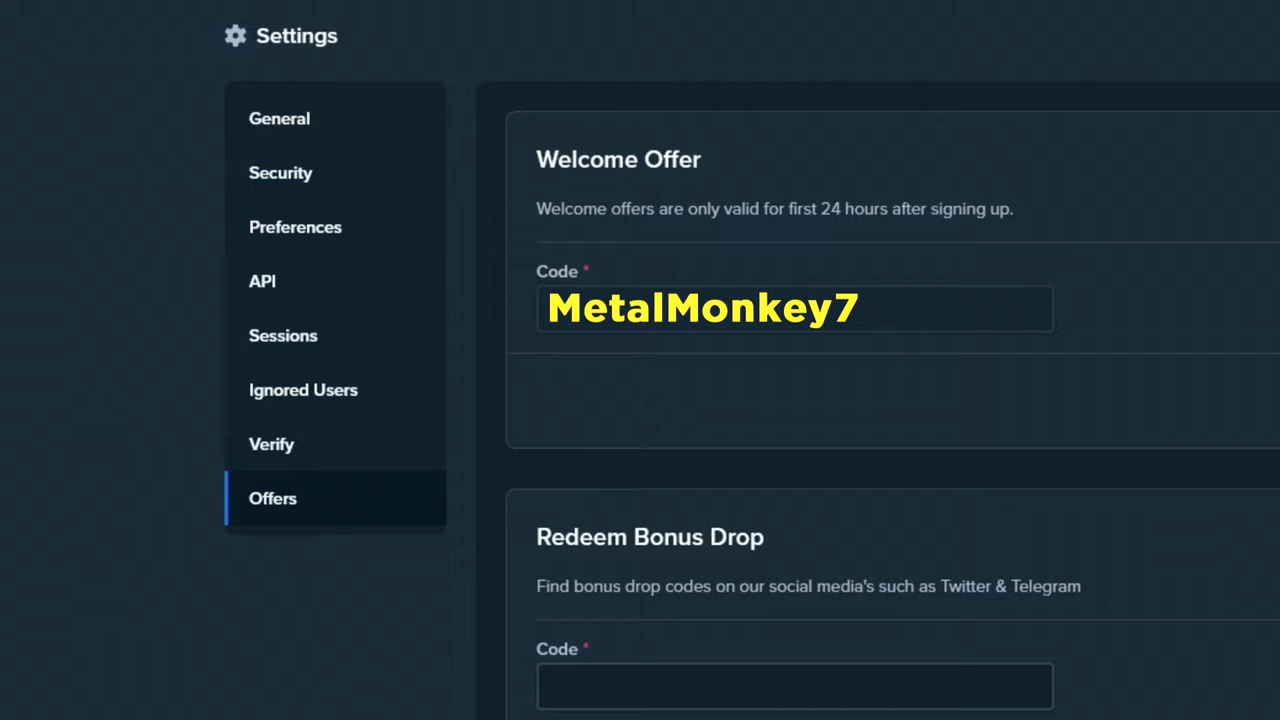 Settings
General
Security
Preferences
API
Sessions
Ignored Users
Verify
Offers
Welcome Offer
Welcome offers are only valid for first 24 hours after signing up.
Code *
MetalMonkey7
Redeem Bonus Drop
Find bonus drop codes on our social media's such as Twitter & Telegram
Code *